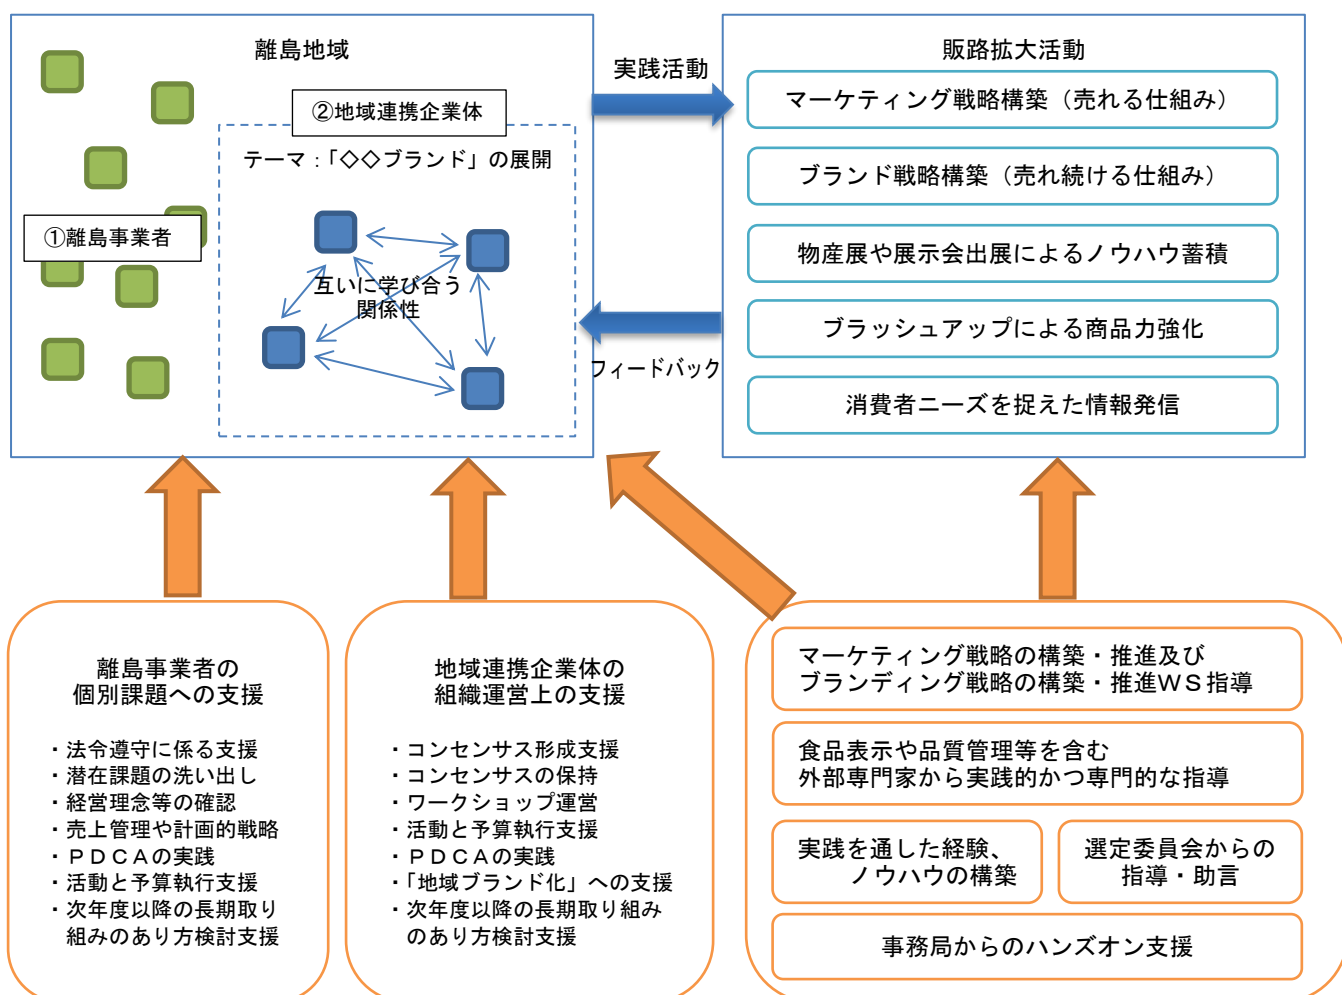 離島地域
②地域連携企業体
テーマ：「◇◇ブランド」の展開
①離島事業者
互いに学び合う
関係性
実践活動
フィードバック
販路拡大活動
マーケティング戦略構築（売れる仕組み）
ブランド戦略構築（売れ続ける仕組み）
物産展や展示会出展によるノウハウ蓄積
ブラッシュアップによる商品力強化
消費者ニーズを捉えた情報発信
離島事業者の
個別課題への支援
・法令遵守に係る支援
・潜在課題の洗い出し
・経営理念等の確認
・売上管理や計画的戦略
・ＰＤＣＡの実践
・活動と予算執行支援
・次年度以降の長期取り
組みのあり方検討支援
地域連携企業体の
組織運営上の支援
・コンセンサス形成支援
・コンセンサスの保持
・ワークショップ運営
・活動と予算執行支援
・ＰＤＣＡの実践
・「地域ブランド化」への支援
・次年度以降の長期取り組み
のあり方検討支援
マーケティング戦略の構築・推進及び
ブランディング戦略の構築・推進ＷＳ指導
食品表示や品質管理等を含む
外部専門家から実践的かつ専門的な指導
実践を通した経験、
ノウハウの構築
選定委員会からの
指導・助言
事務局からのハンズオン支援